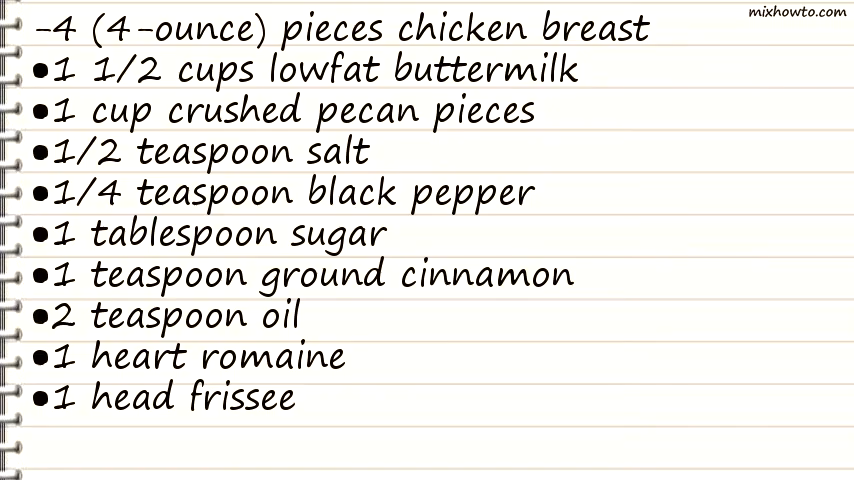 mixhowto.com
-4 (4-ounce) pieces chicken breast
•1 1/2 cups lowfat buttermilk
•1 cup crushed pecan pieces
•1/2 teaspoon salt
•1/4 teaspoon black pepper
•1 tablespoon sugar
•1 teaspoon ground cinnamon
•2 teaspoon oil
•1 heart romaine
•1 head frissee